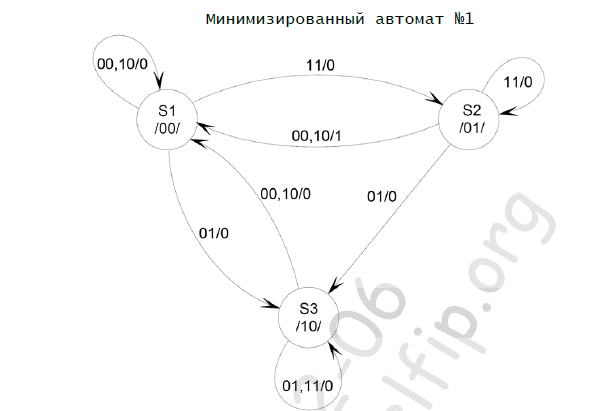 Минимизированный автомат №1
00,10/0
11/0
11/0
S1
/00/
S2
/01/
00,10/1
00,10/0
01/0
01/0
S3
/10/
01,11/0